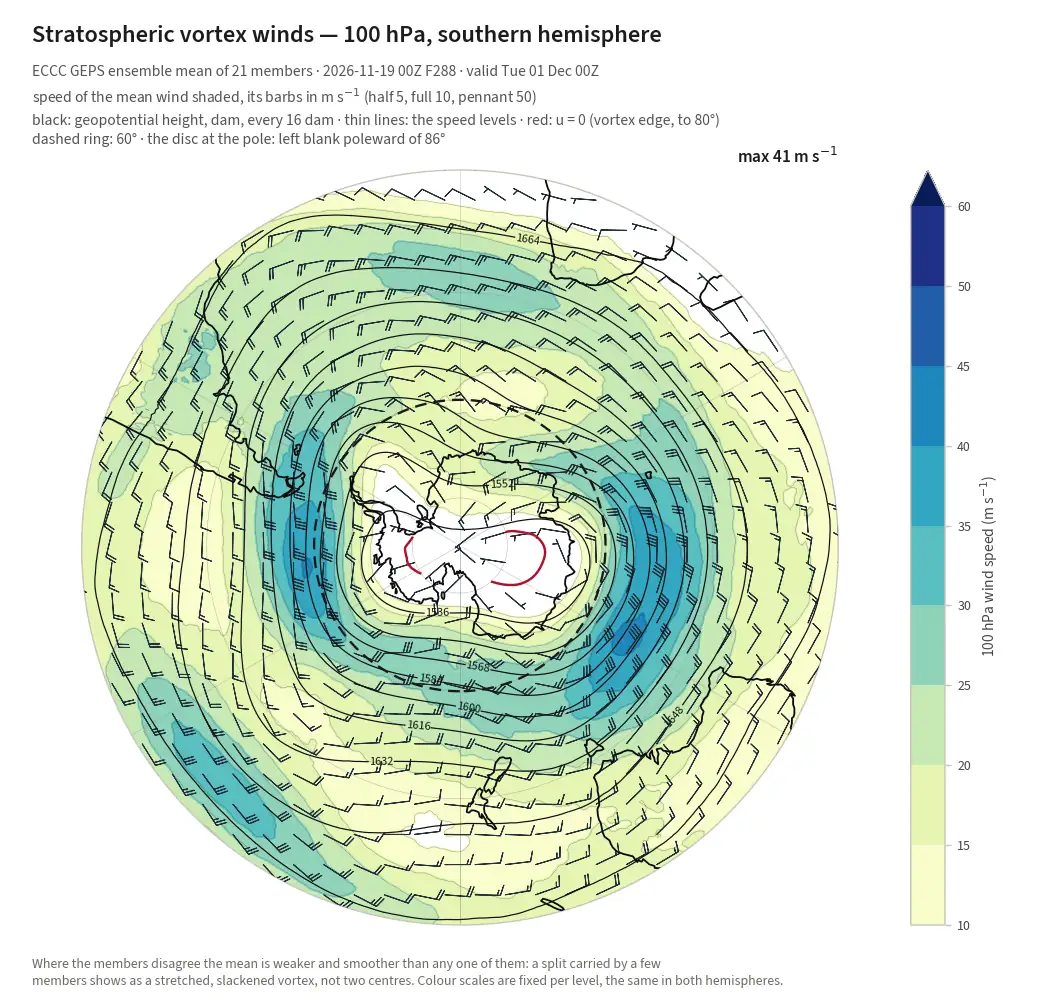 Stratospheric vortex winds — 100 hPa, southern hemisphere
ECCC GEPS ensemble mean of 21 members · 2026-11-19 00Z F288 · valid Tue 01 Dec 00Z
speed of the mean wind shaded, its barbs in m s⁻¹ (half 5, full 10, pennant 50)
black: geopotential height, dam, every 16 dam · thin lines: the speed levels · red: u = 0 (vortex edge, to 80°)
dashed ring: 60° · the disc at the pole: left blank poleward of 86°
max 41 m s⁻¹
1664
1552
1536
1568
1584
1600
1616
1632
1648
60
50
45
40
35
30
25
20
15
10
100 hPa wind speed (m s⁻¹)
Where the members disagree the mean is weaker and smoother than any one of them: a split carried by a few
members shows as a stretched, slackened vortex, not two centres. Colour scales are fixed per level, the same in both hemispheres.